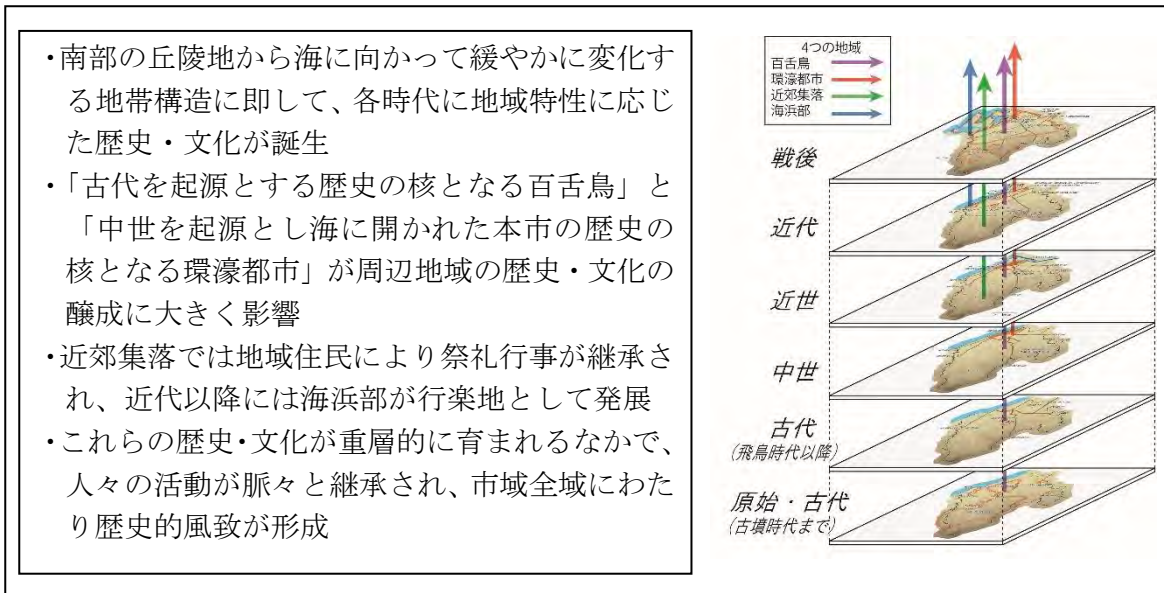 ・南部の丘陵地から海に向かって緩やかに変化す
る地帯構造に即して、各時代に地域特性に応じ
た歴史・文化が誕生
・「古代を起源とする歴史の核となる百舌鳥」と
「中世を起源とし海に開かれた本市の歴史の
核となる環濠都市」が周辺地域の歴史・文化の
醸成に大きく影響
・近郊集落では地域住民により祭礼行事が継承さ
れ、近代以降には海浜部が行楽地として発展
・これらの歴史・文化が重層的に育まれるなかで、
人々の活動が脈々と継承され、市域全域にわた
り歴史的風致が形成
4つの地域
百舌鳥
環濠都市
近郊集落
海浜部
戦後
近代
近世
中世
古代
(飛鳥時代以降)
原始・古代
(古墳時代まで)